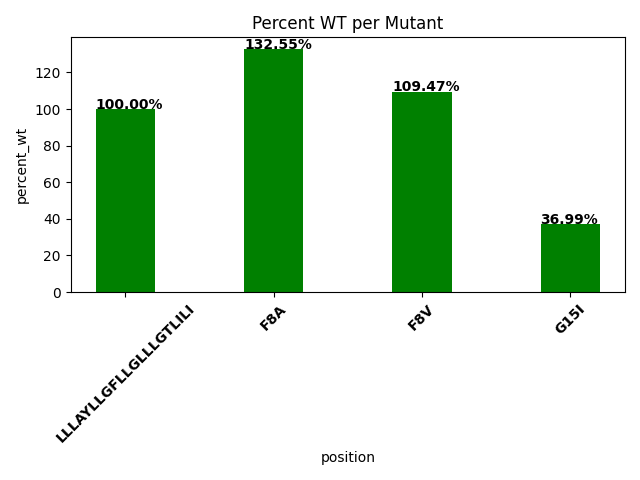 Percent WT per Mutant
percent_wt
120
100
80
60
40
20
0
100.00%
132.55%
109.47%
36.99%
LLLAYLLGFLLGLLLGTLILI
F8A
F8V
G15I
position